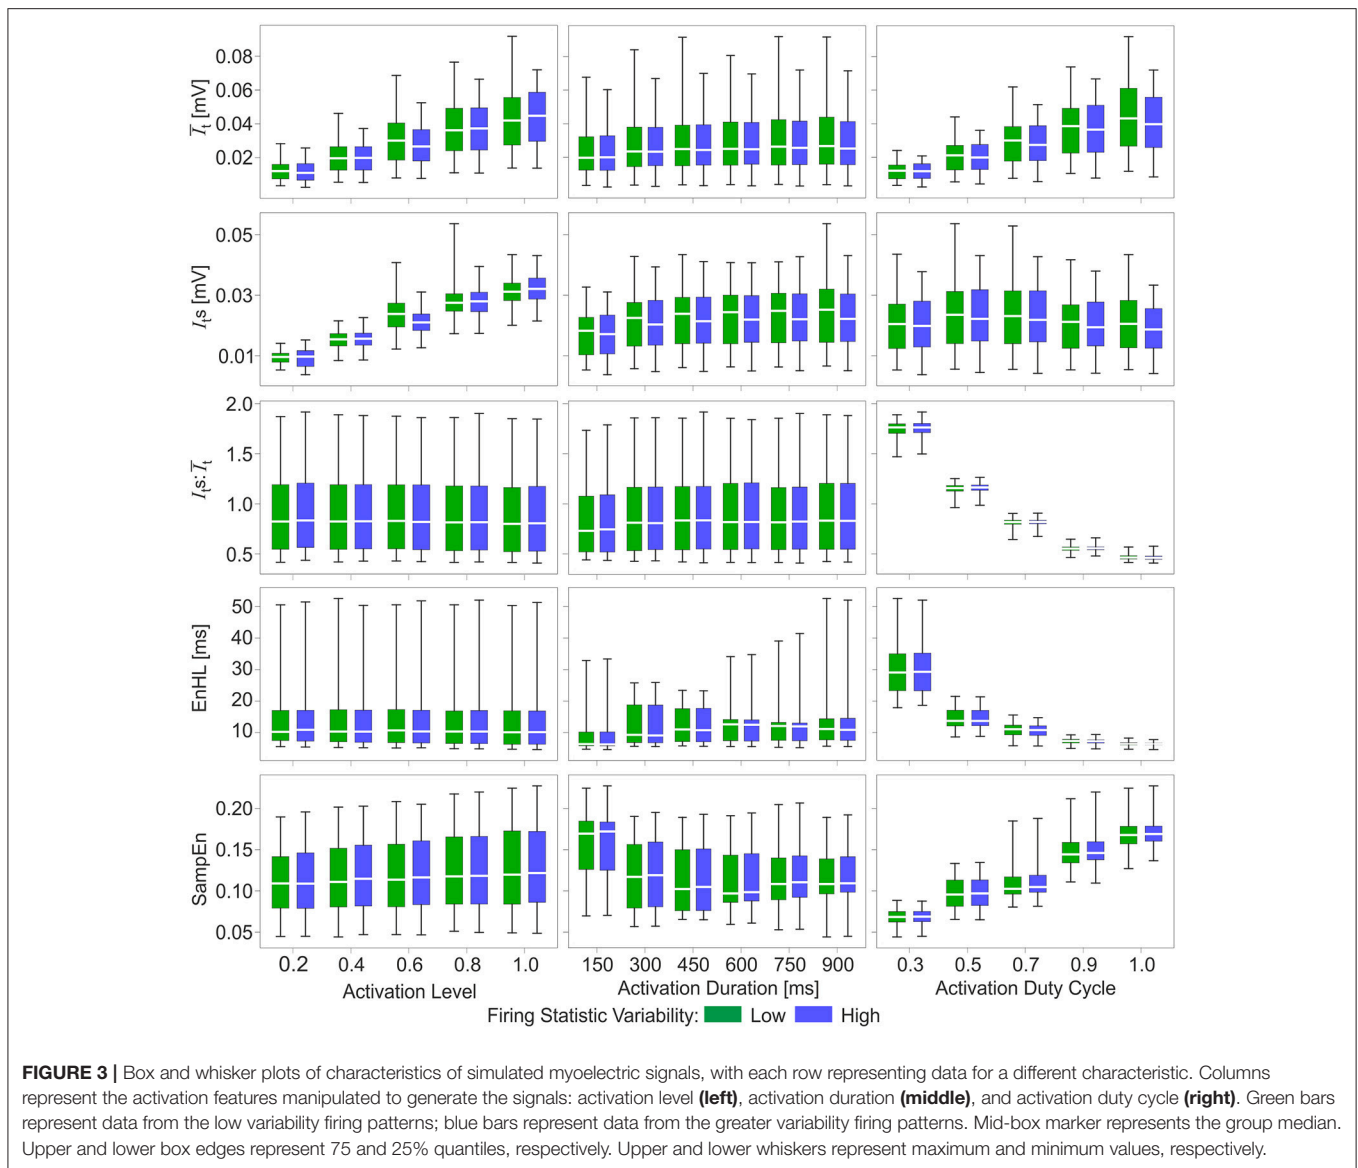 0.08
0.06
0.04
0.02
I̅t [mV]
0.05
0.03
0.01
Its [mV]
2.0
1.5
1.0
0.5
Its: I̅t
50
40
30
20
10
EnHL [ms]
0.20
0.15
0.10
0.05
SampEn
0.2 0.4 0.6 0.8 1.0
Activation Level
150 300 450 600 750 900
Activation Duration [ms]
0.3 0.5 0.7 0.9 1.0
Activation Duty Cycle
Firing Statistic Variability: Low High
FIGURE 3 | Box and whisker plots of characteristics of simulated myoelectric signals, with each row representing data for a different characteristic. Columns
represent the activation features manipulated to generate the signals: activation level (left), activation duration (middle), and activation duty cycle (right). Green bars
represent data from the low variability firing patterns; blue bars represent data from the greater variability firing patterns. Mid-box marker represents the group median.
Upper and lower box edges represent 75 and 25% quantiles, respectively. Upper and lower whiskers represent maximum and minimum values, respectively.